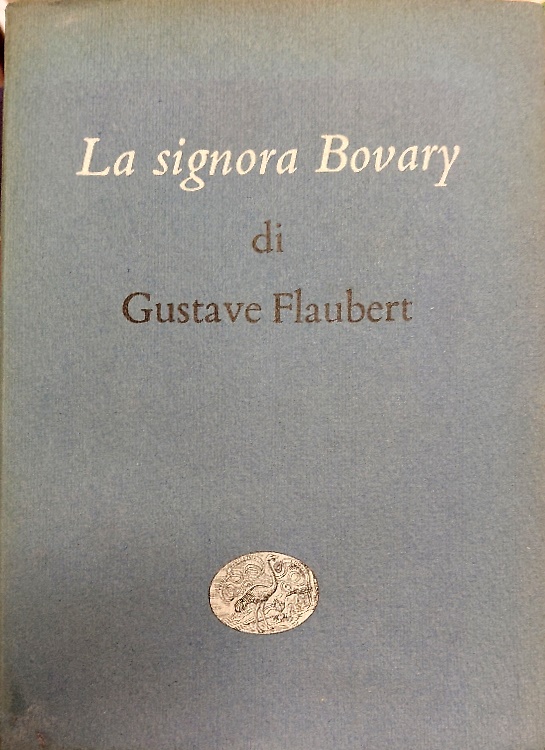 La signora Bovary
di
Gustave Flaubert